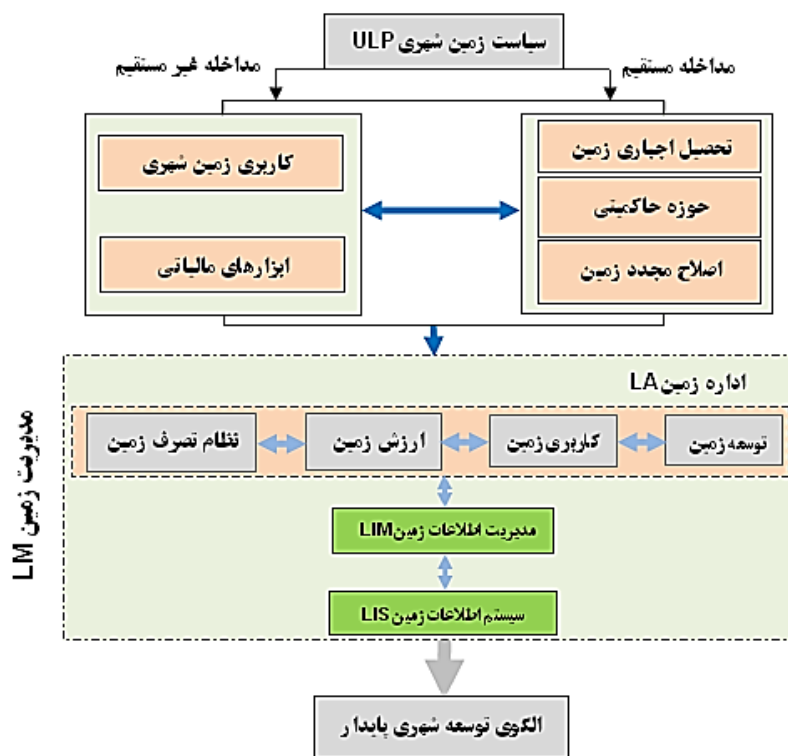 سیاست زمین شهری ULP
مداخله مستقیم
مداخله غیر مستقیم
تحصیل اجباری زمین
حوزه حاکمیتی
اصلاح مجدد زمین
کاربری زمین شهری
ابزارهای مالیاتی
اداره زمین LA
توسعه زمین
کاربری زمین
ارزش زمین
نظام تصرف زمین
مدیریت اطلاعات زمین LIM
سیستم اطلاعات زمین LIS
مدیریت زمین LM
الگوی توسعه شهری پایدار